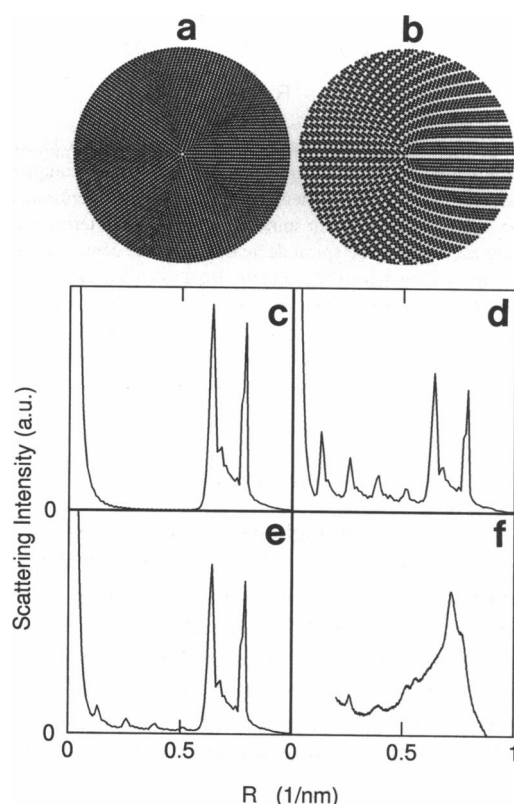 a b
c d
Scattering Intensity (a.u.)
0
e f
0
0 0.5 0 0.5 1
R (1/nm)